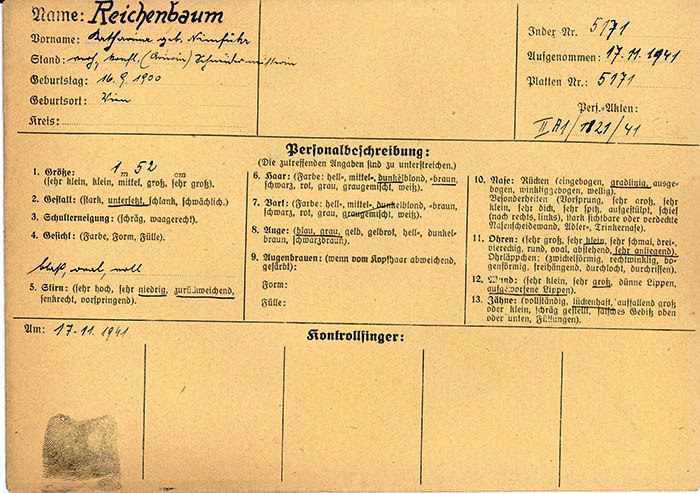 Name: Reichenbaum
Vorname: Katharina geb. Nimführ
Stand: Schneidermeisterin
Geburtstag: 16. 9. 1900
Geburtsort: Wien
Kreis:
Index Nr. 5171
Aufgenommen: 17. 11. 1941
Platten Nr.: 5171
Pers.-Akten:
II A1/1821/41
Personalbeschreibung:
(Die zutreffenden Angaben sind zu unterstreichen.)
1. Größe: 1 m 52 cm
(sehr klein, klein, mittel, groß, sehr groß).
2. Gestalt: (stark, untersetzt, schlank, schwächlich).
3. Schulterneigung: (schräg, waagerecht).
4. Gesicht: (Farbe, Form, Fülle).
blaß, oval, voll
5. Stirn: (sehr hoch, sehr niedrig, zurückweichend,
senkrecht, vorspringend).
6. Haar: (Farbe: hell-, mittel-, dunkelblond, -braun,
schwarz, rot, grau, graugemischt, weiß).
7. Bart: (Farbe: hell-, mittel-, dunkelblond, -braun,
schwarz, rot, grau, graugemischt, weiß).
8. Auge: (blau, grau, gelb, gelbrot, hell-, dunkel-
braun, schwarzbraun).
9. Augenbrauen: (wenn vom Kopfhaar abweichend,
gefärbt):
Form:
Fülle:
10. Nase: Rücken (eingebogen, gradlinig, ausge-
bogen, winkligzebogen, wellig).
Besonderheiten (Vorsprung, sehr groß, sehr
klein, sehr dick, sehr spitz, aufgestülpt, schief
(nach rechts, links), stark sichtbare oder verdeckte
Nasenscheidewand, Adler-, Trinkernase).
11. Ohren: (sehr groß, sehr klein, sehr schmal, drei-,
viereckig, rund, oval, abstehend, sehr anliegend).
Ohrläppchen: (zwickelförmig, rechtwinklig, bo-
genförmig, freihängend, durchlocht, durchrissen).
12. Mund: (sehr klein, sehr groß, dünne Lippen,
aufgeworfene Lippen).
13. Zähne: (vollständig, lückenhaft, auffallend groß
oder klein, schräg gestellt, falsches Gebiß oben
oder unten, Füllungen).
Am: 17. 11. 1941
Kontrollfinger: